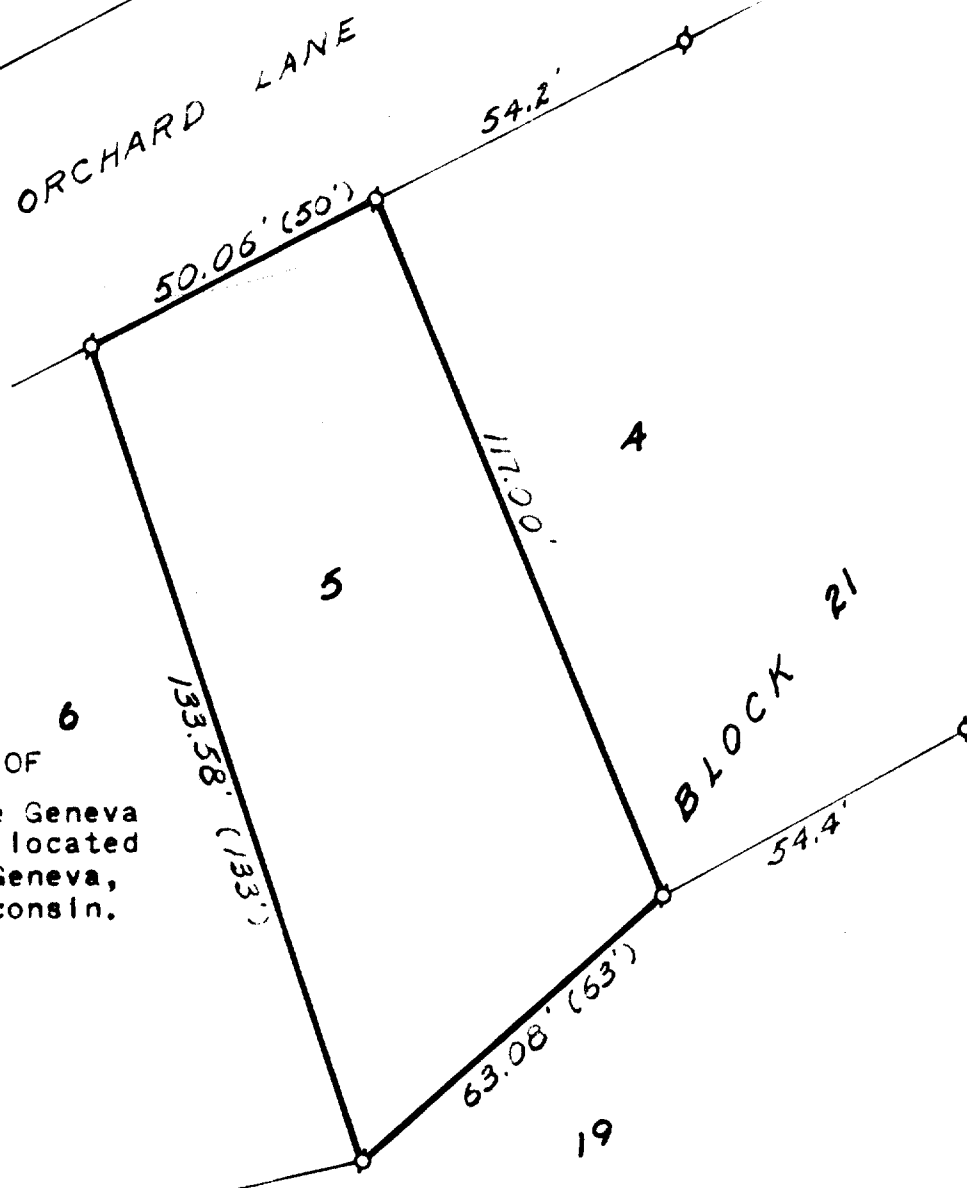 ORCHARD LANE
54.2'
50.06' (50')
117.00'
4
5
21
BLOCK
6
133.58' (133')
OF
Geneva
located
Geneva,
consin.
54.4'
63.08' (63')
19